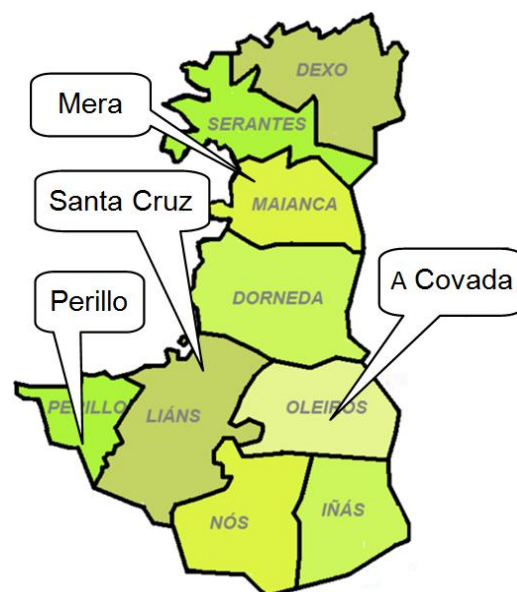 DEXO
Mera
SERANTES
Santa Cruz
MAIANCA
A Covada
Perillo
DORNEDA
PERILLO
LIÁNS
OLEIROS
NÓS
IÑÁS